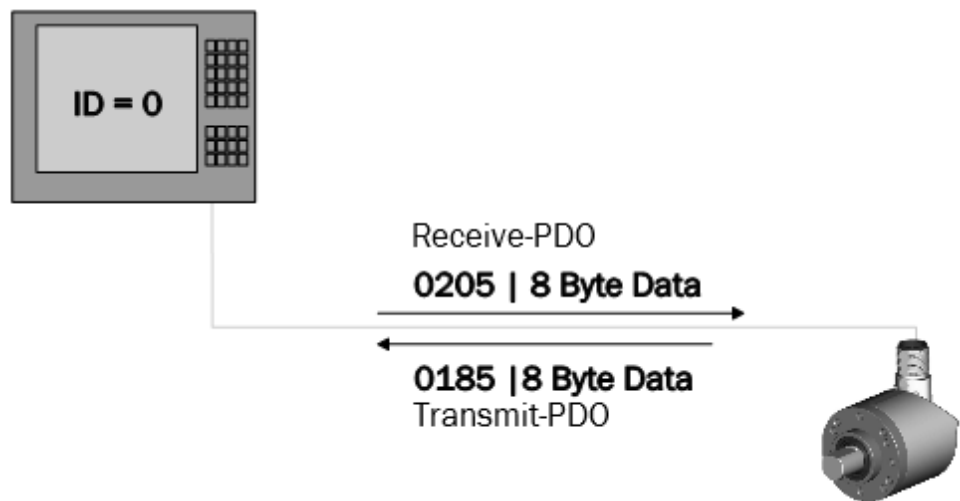 ID = 0
Receive-PDO
0205 | 8 Byte Data
0185 |8 Byte Data
Transmit-PDO